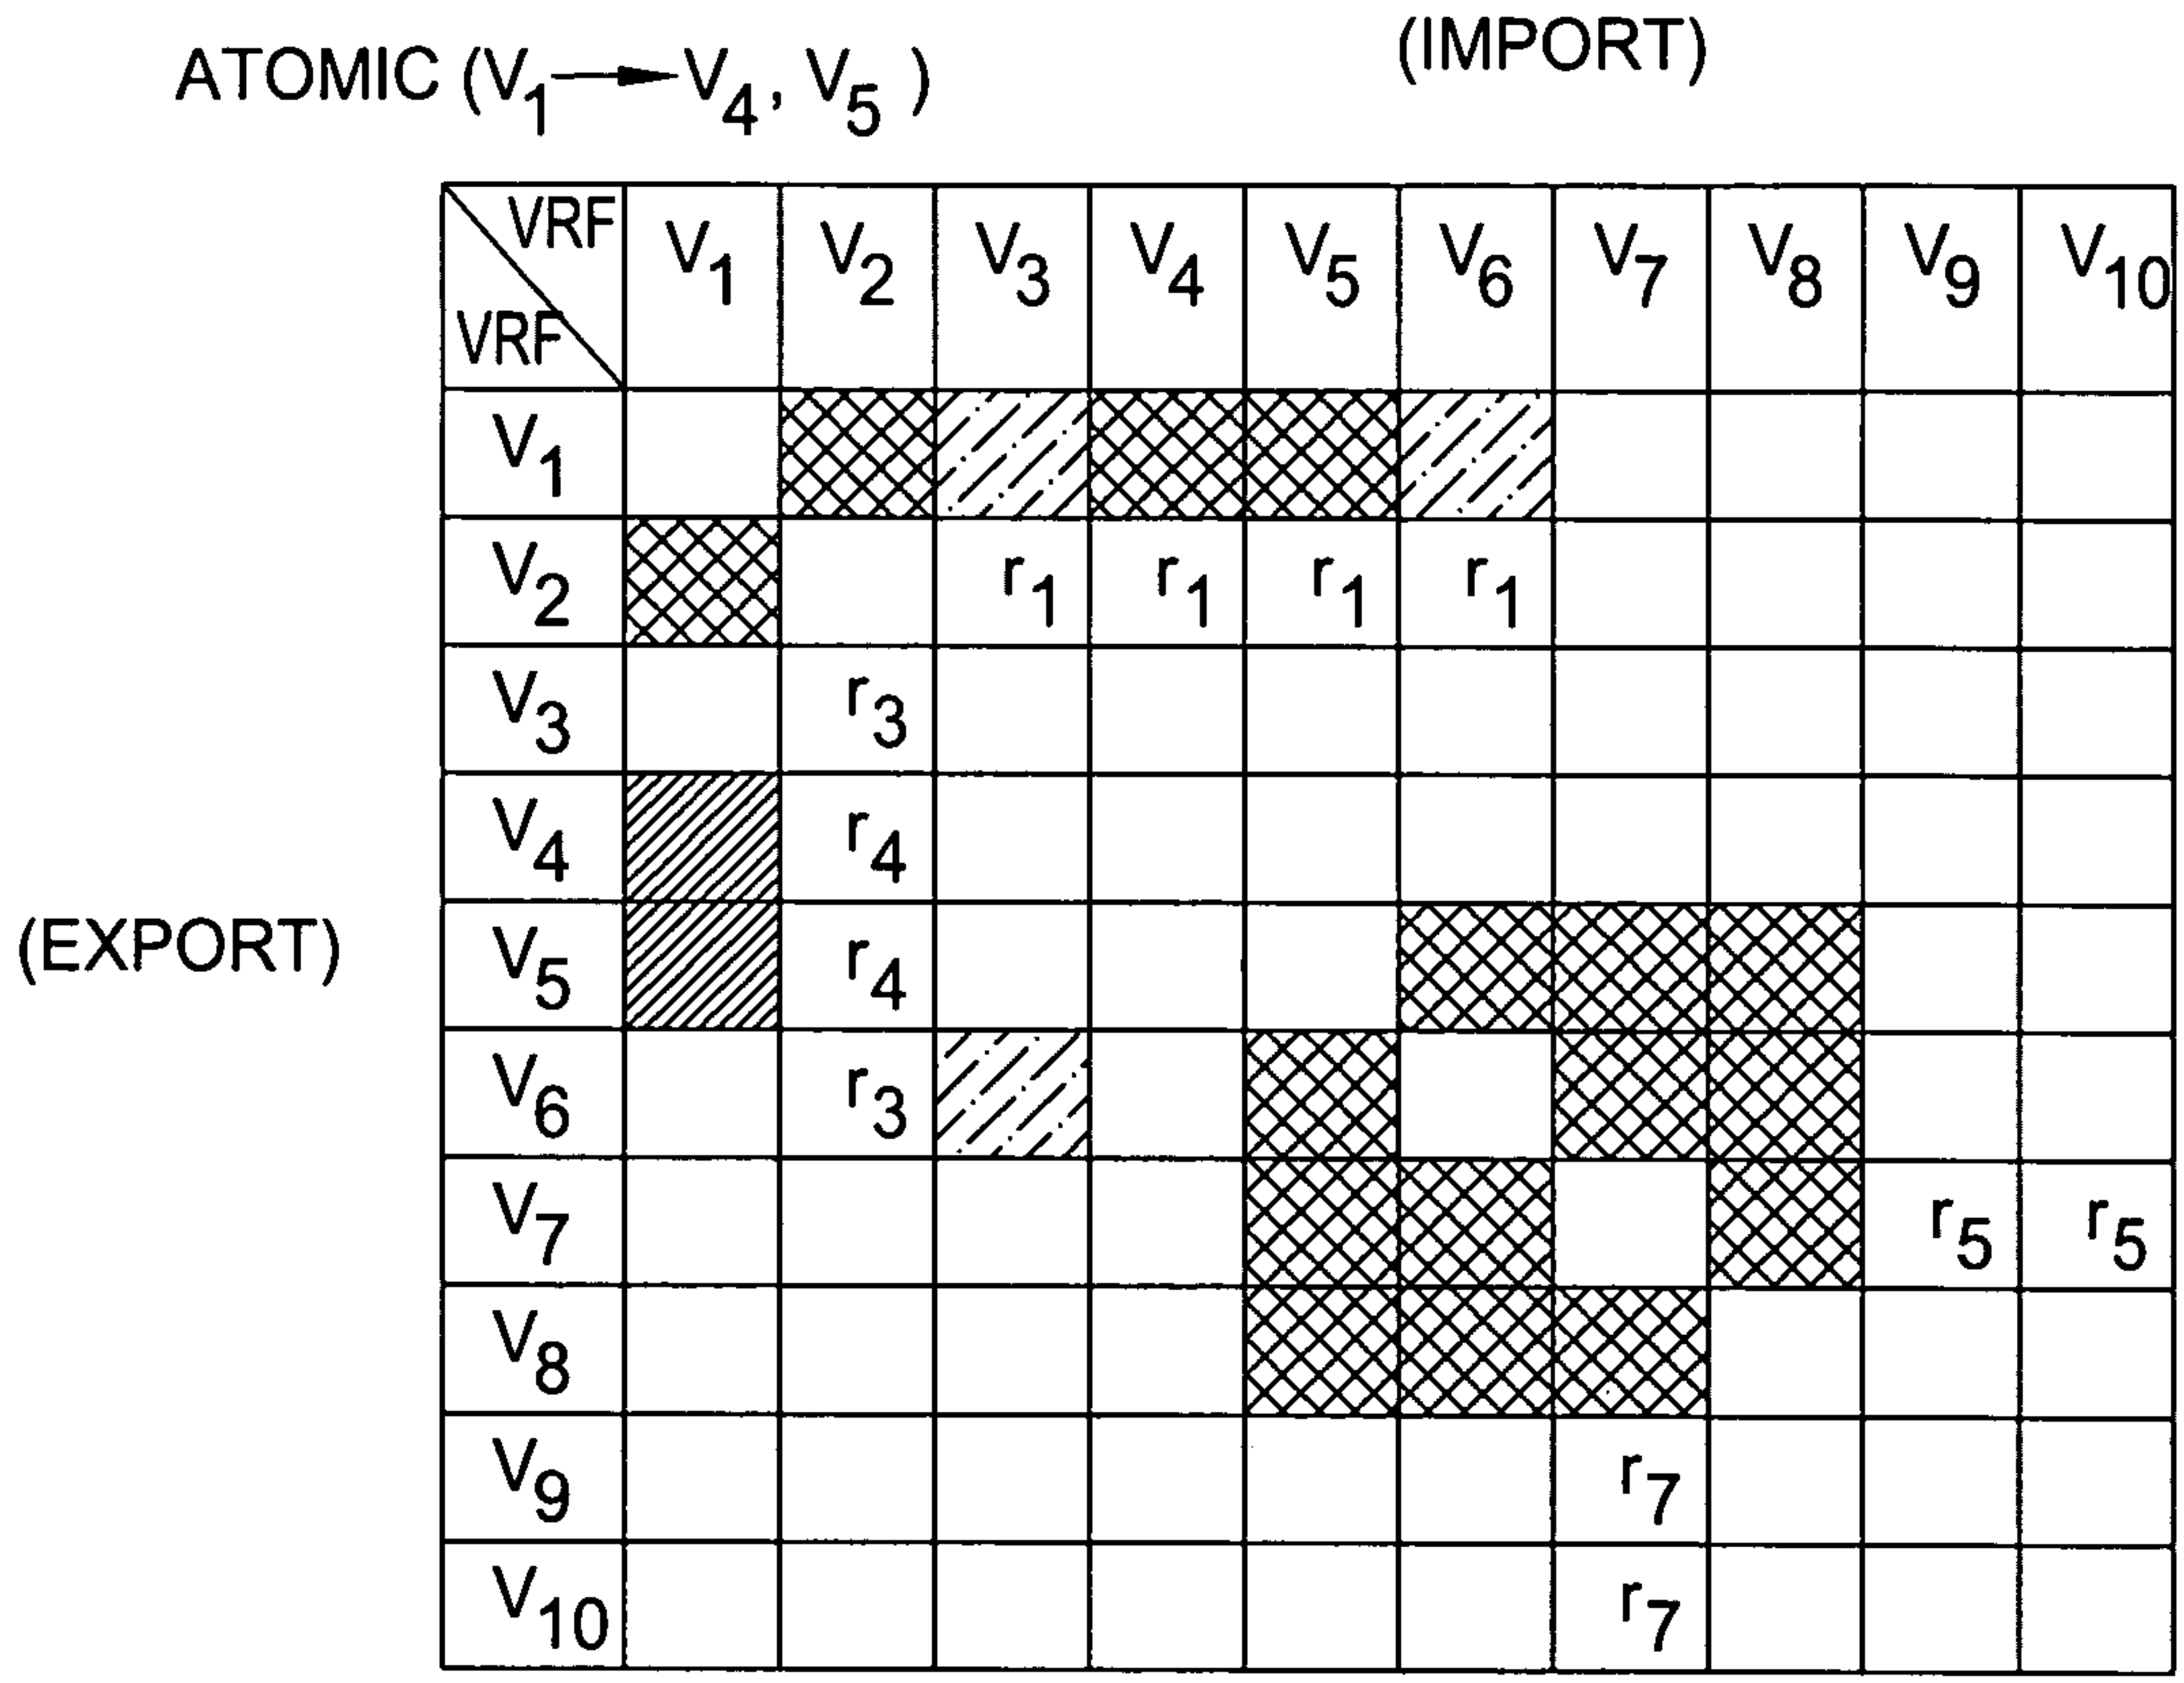 (IMPORT)
ATOMIC (V1 → V4, V5 )
VRF V1 V2 V3 V4 V5 V6 V7 V8 V9 V10
VRF
V1
V2 r1 r1 r1 r1
V3 r3
V4 r4
(EXPORT) V5 r4
V6 r3
V7 r5 r5
V8
V9 r7
V10 r7